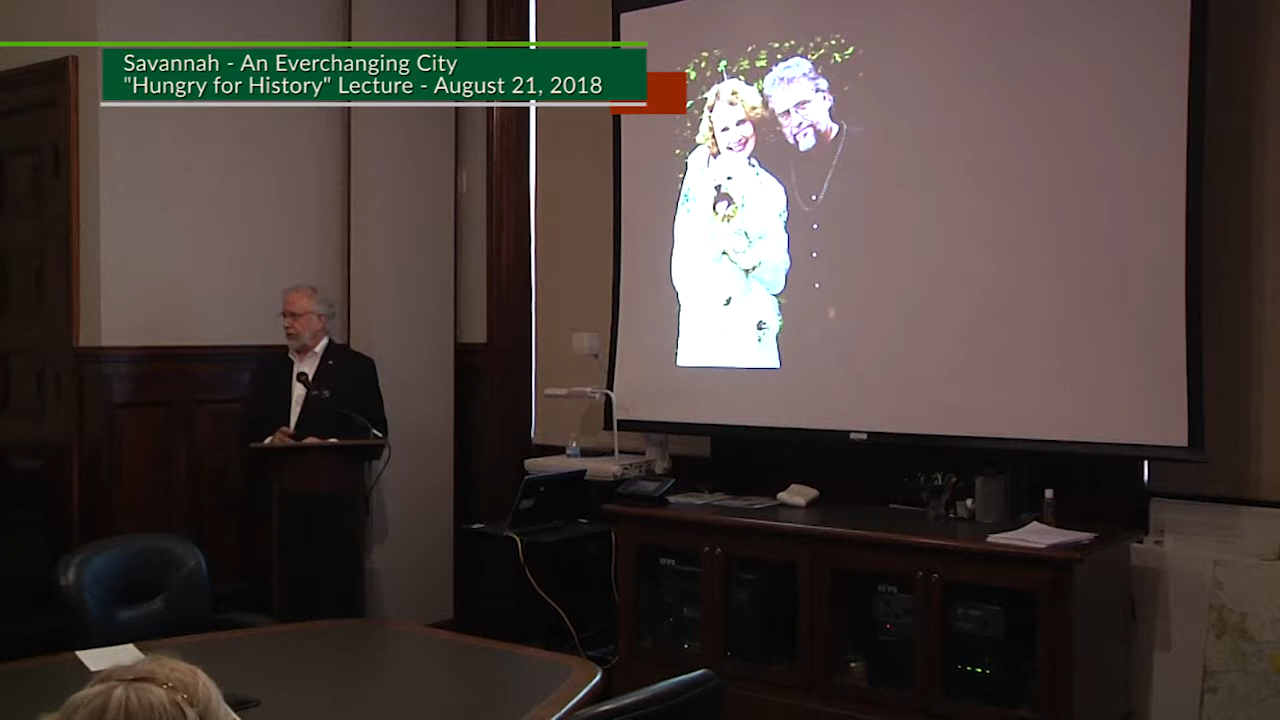 Savannah - An Everchanging City
"Hungry for History" Lecture - August 21, 2018